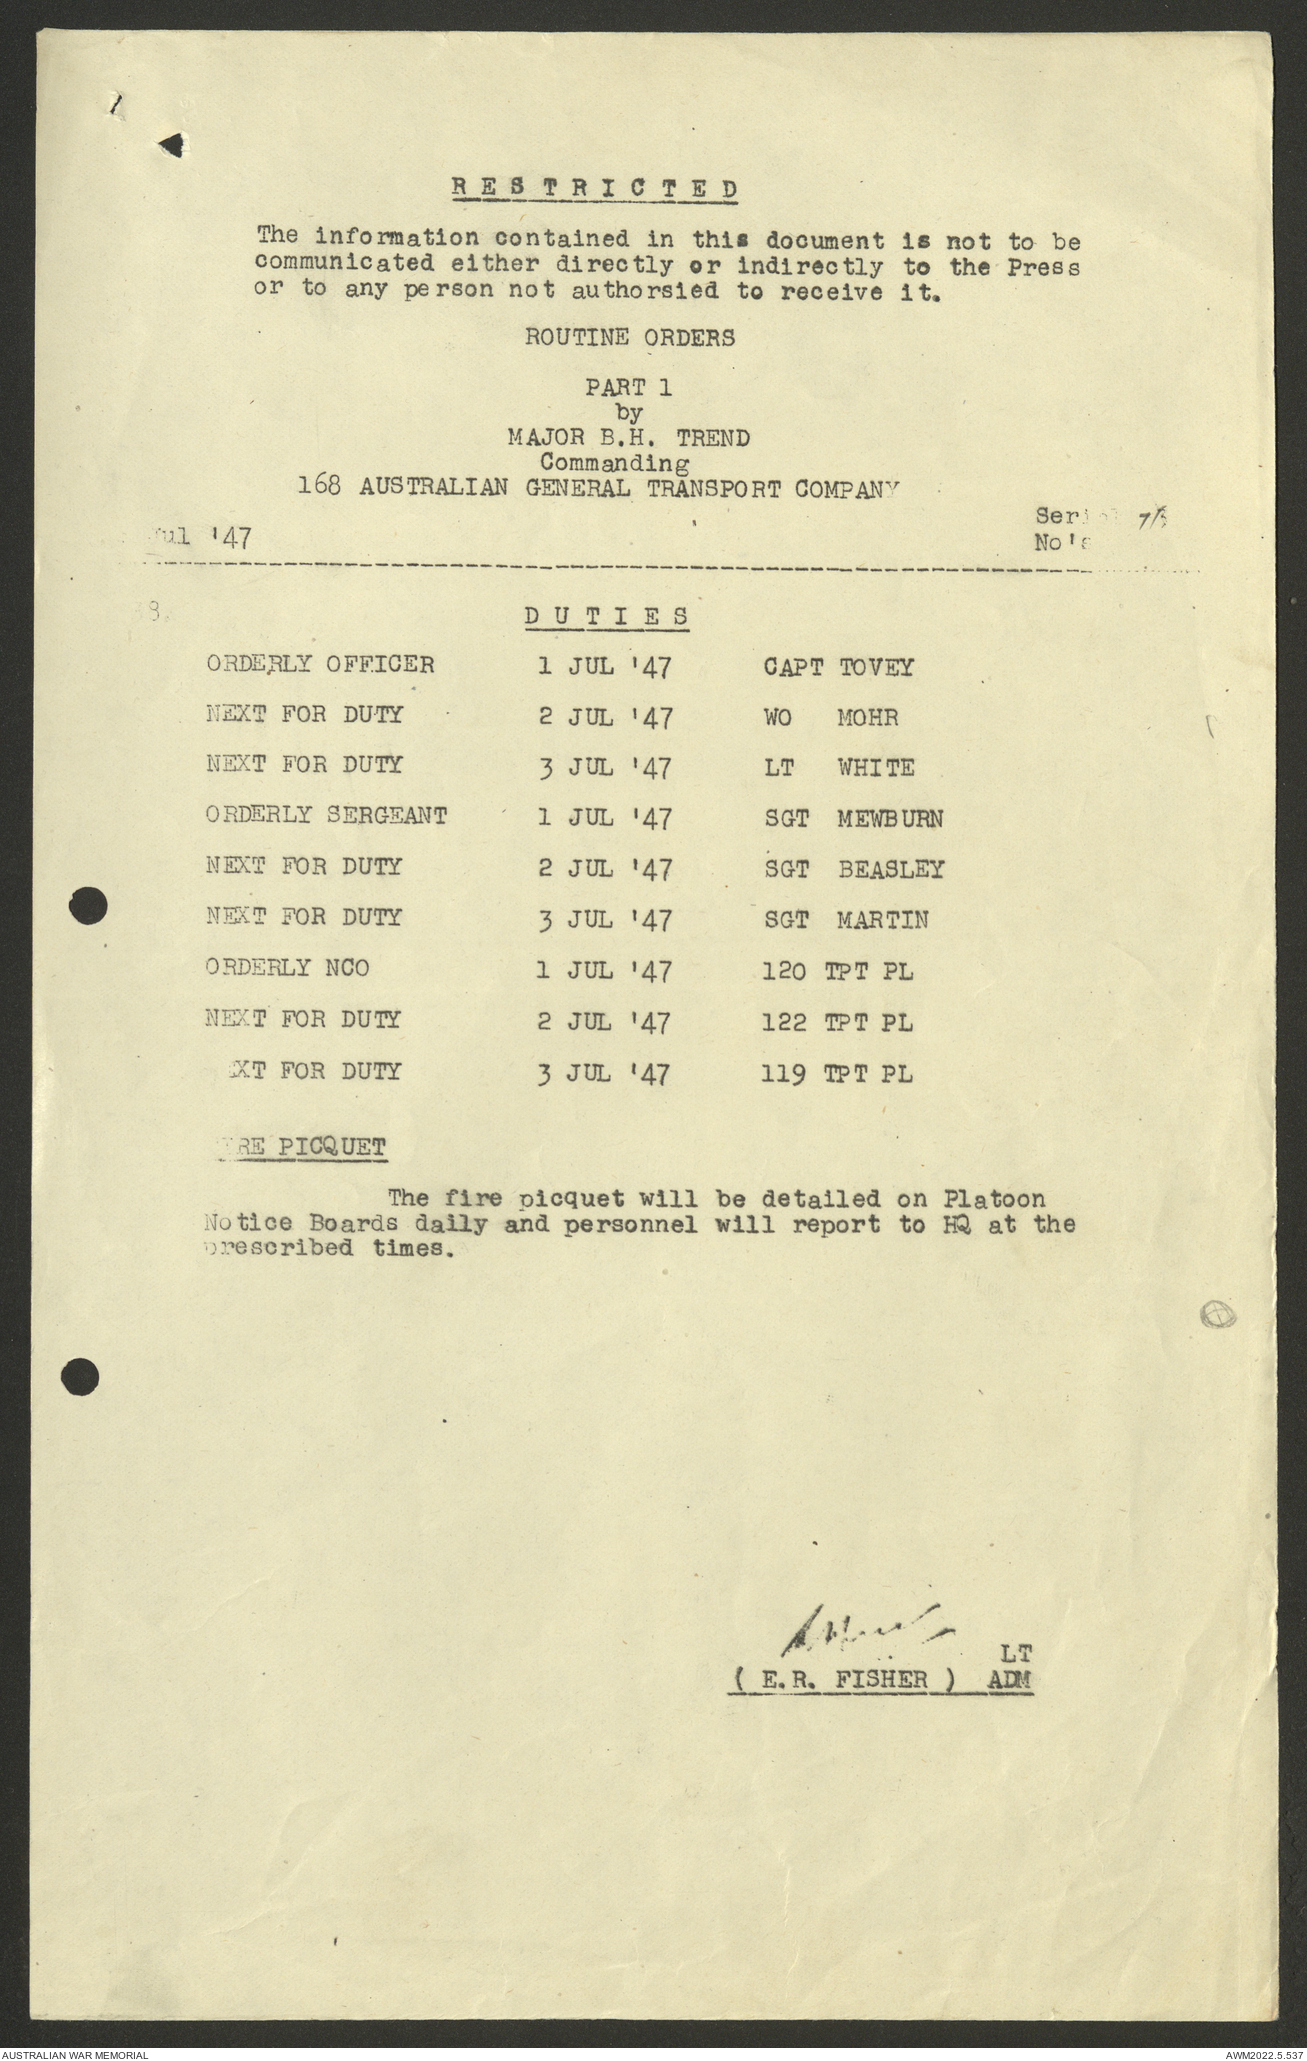 R E S T R I C T E D
The information contained in this document is not to be
communicated either directly or indirectly to the Press
or to any person not authorsied to receive it.
ROUTINE ORDERS
PART 1
by
MAJOR B.H. TREND
Commanding
168 AUSTRALIAN GENERAL TRANSPORT COMPANY
'47
No's
D U T I E S
ORDERLY OFFICER 1 JUL '47 CAPT TOVEY
NEXT FOR DUTY 2 JUL '47 WO MOHR
NEXT FOR DUTY 3 JUL '47 LT WHITE
ORDERLY SERGEANT 1 JUL '47 SGT MEWBURN
NEXT FOR DUTY 2 JUL '47 SGT BEASLEY
NEXT FOR DUTY 3 JUL '47 SGT MARTIN
ORDERLY NCO 1 JUL '47 120 TPT PL
NEXT FOR DUTY 2 JUL '47 122 TPT PL
XT FOR DUTY 3 JUL '47 119 TPT PL
RE PICQUET
The fire picquet will be detailed on Platoon
Notice Boards daily and personnel will report to HQ at the
prescribed times.
LT
( E.R. FISHER ) ADM
AUSTRALIAN WAR MEMORIAL AWM2022.5.537